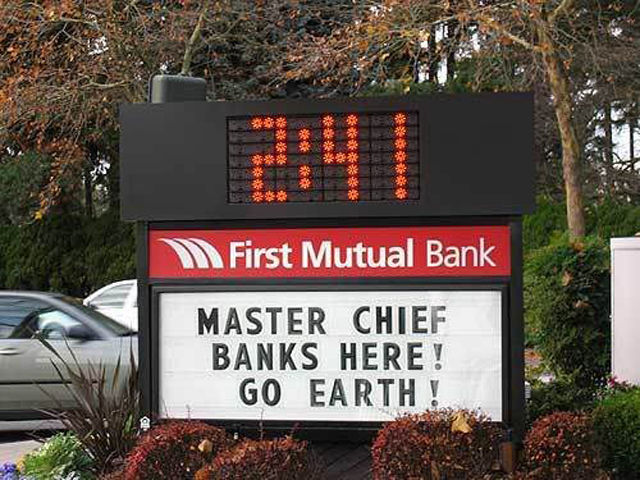 2:41
First Mutual Bank
MASTER CHIEF
BANKS HERE!
GO EARTH!